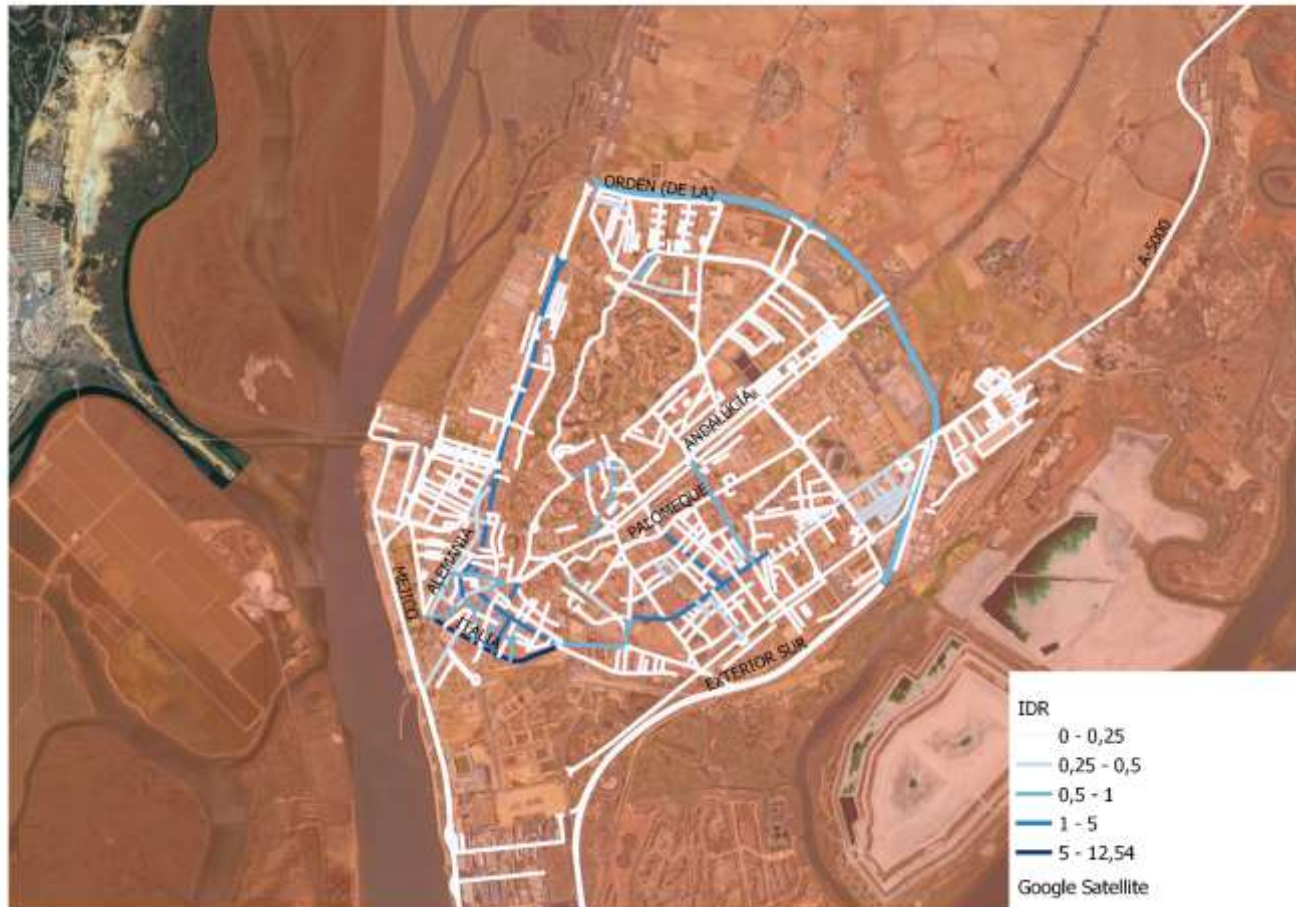 ORDEN (DE LA)
A-5000
ANDALUCÍA
PALOMEQUE
ALEMANIA
MEJICO
ITALIA
EXTERIOR SUR
IDR
0 - 0,25
0,25 - 0,5
0,5 - 1
1 - 5
5 - 12,54
Google Satellite